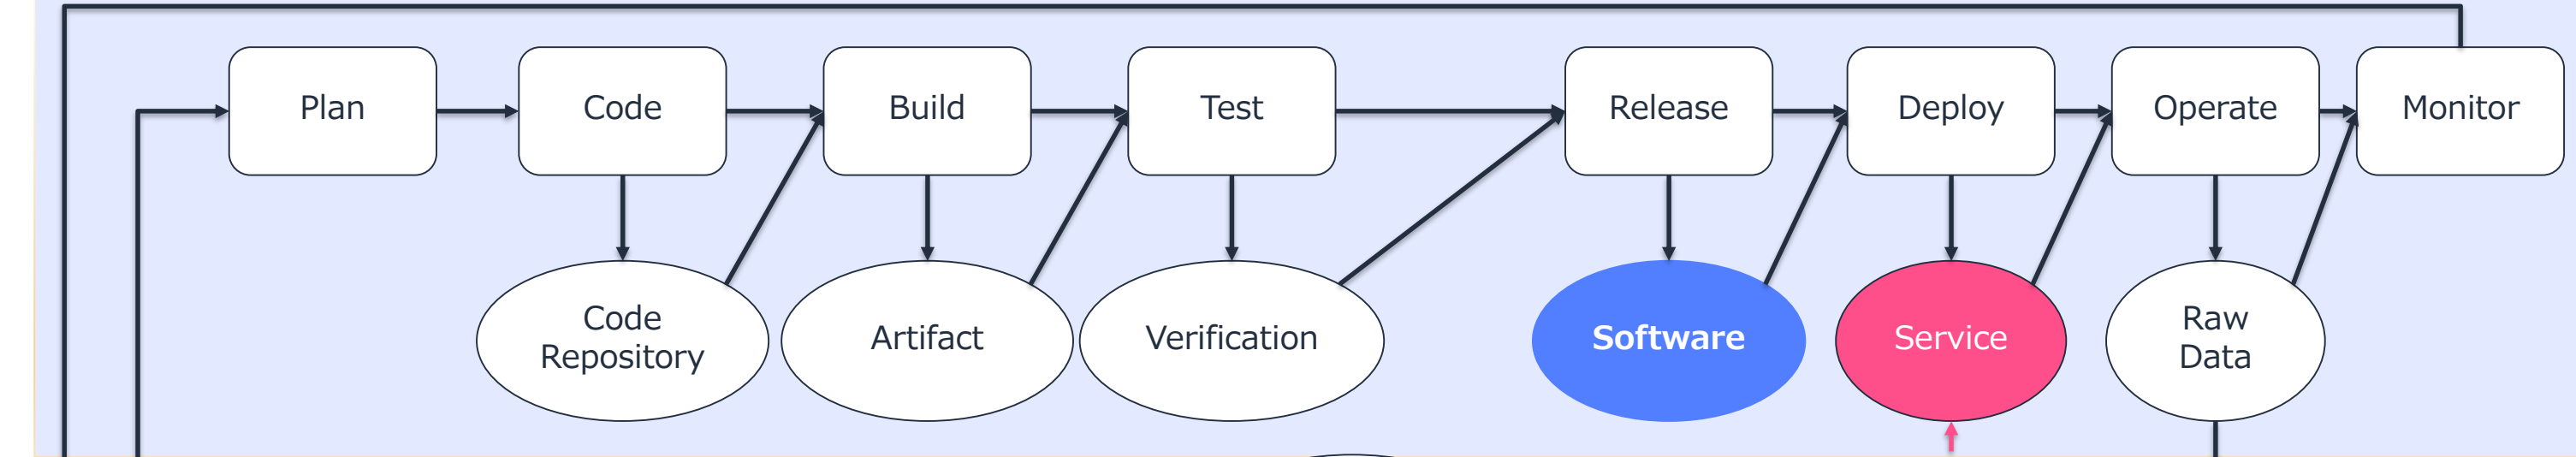 Plan
Code
Build
Test
Release
Deploy
Operate
Monitor
Code
Repository
Artifact
Verification
Software
Service
Raw
Data